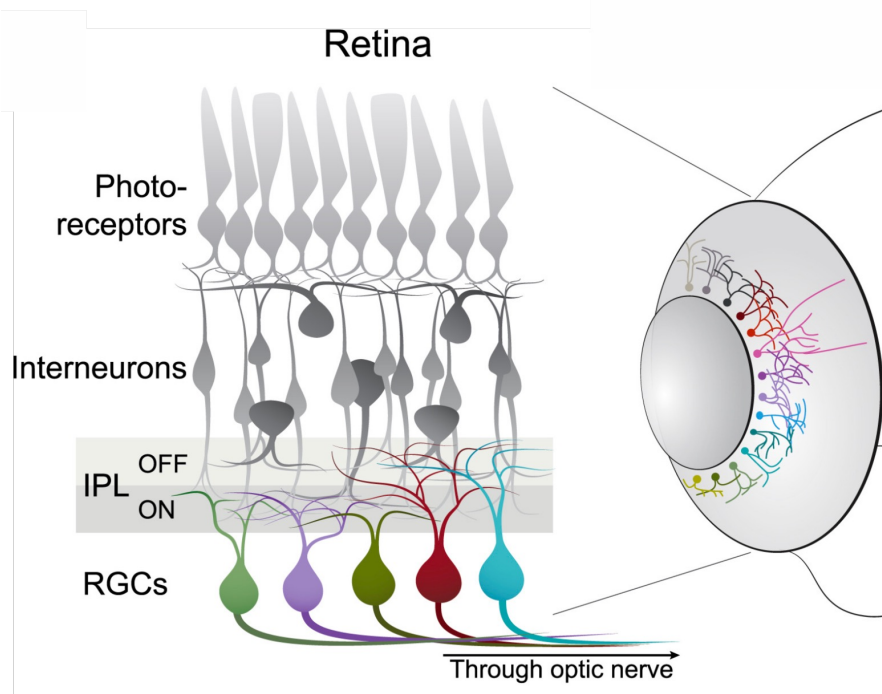 Retina
Photo-
receptors
Interneurons
OFF
IPL
ON
RGCs
Through optic nerve